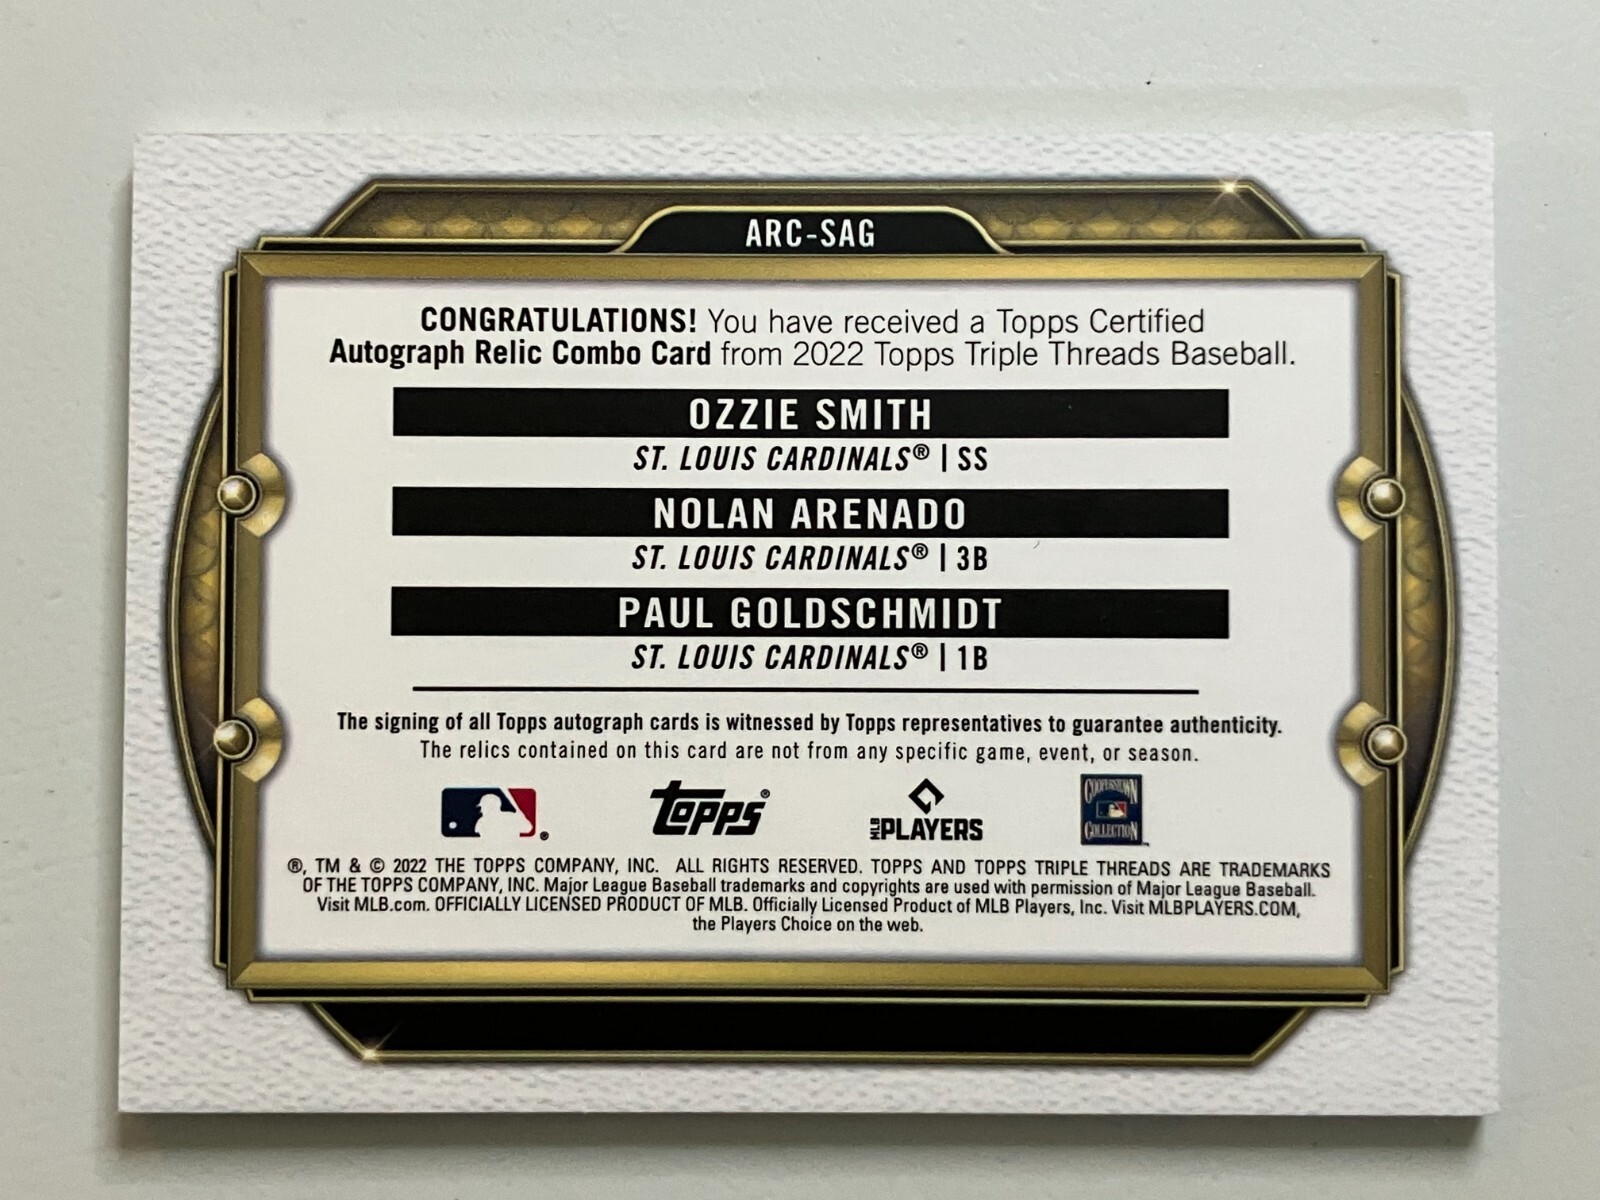 ARC-SAG
CONGRATULATIONS! You have received a Topps Certified
Autograph Relic Combo Card from 2022 Topps Triple Threads Baseball.
OZZIE SMITH
ST. LOUIS CARDINALS® | SS
NOLAN ARENADO
ST. LOUIS CARDINALS® | 3B
PAUL GOLDSCHMIDT
ST. LOUIS CARDINALS® | 1B
The signing of all Topps autograph cards is witnessed by Topps representatives to guarantee authenticity.
The relics contained on this card are not from any specific game, event, or season.
topps®
MLB PLAYERS
COOPERSTOWN
COLLECTION
®, TM & © 2022 THE TOPPS COMPANY, INC. ALL RIGHTS RESERVED. TOPPS AND TOPPS TRIPLE THREADS ARE TRADEMARKS
OF THE TOPPS COMPANY, INC. Major League Baseball trademarks and copyrights are used with permission of Major League Baseball.
Visit MLB.com. OFFICIALLY LICENSED PRODUCT OF MLB. Officially Licensed Product of MLB Players, Inc. Visit MLBPLAYERS.COM,
the Players Choice on the web.